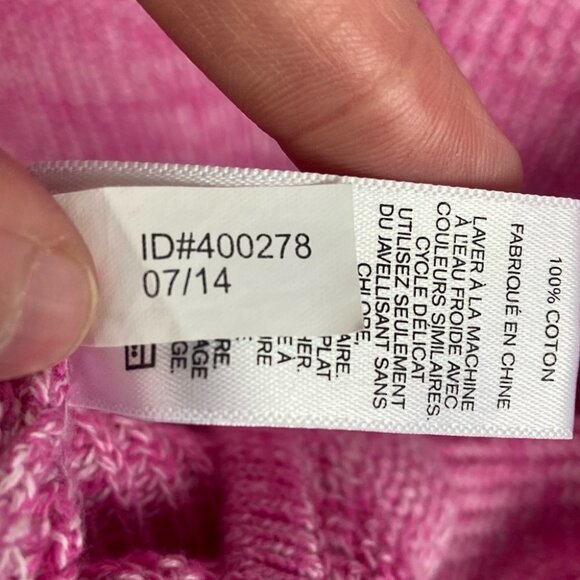 ID#400278
07/14
100% COTON
FABRIQUÉ EN CHINE
LAVER À LA MACHINE
À L'EAU FROIDE AVEC
COULEURS SIMILAIRES.
CYCLE DÉLICAT
UTILISEZ SEULEMENT
DU JAVELLISANT SANS
CHLORE,